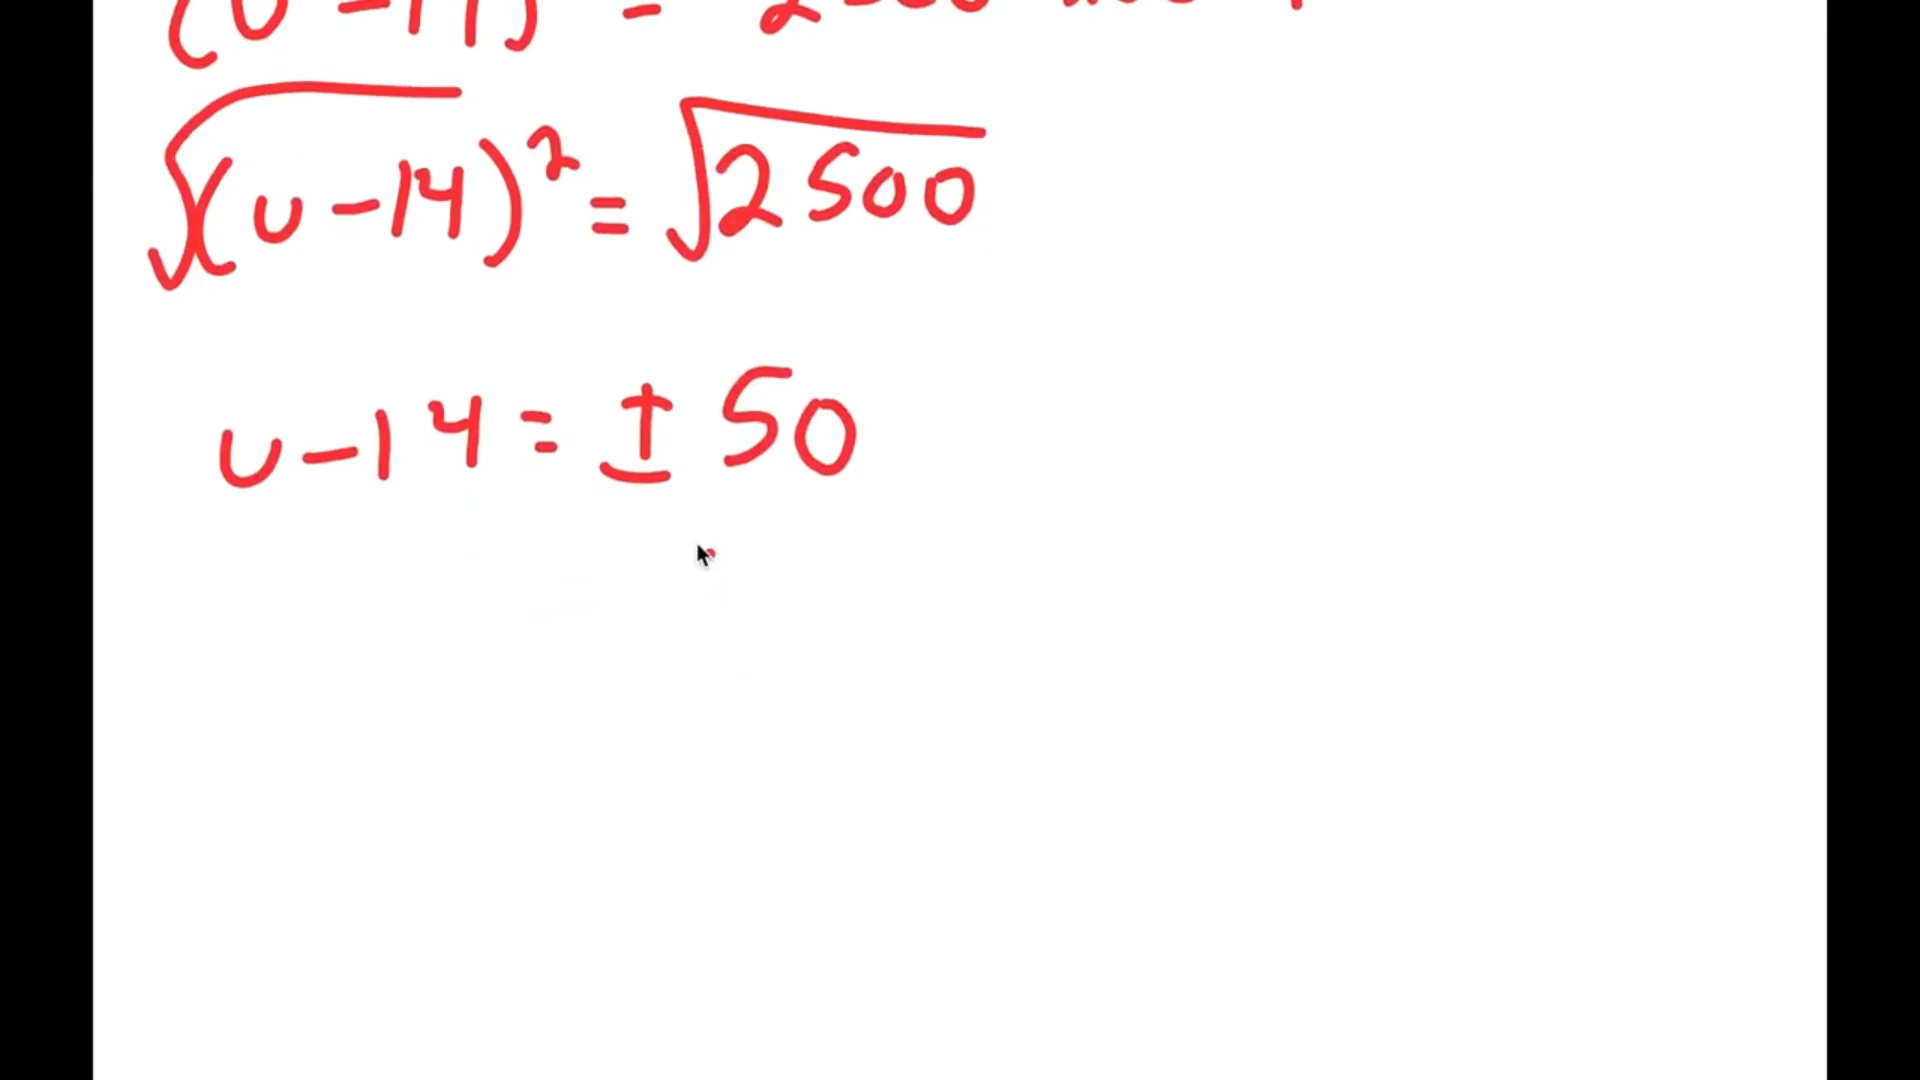 √(u-14)² = √2500
u-14 = ± 50